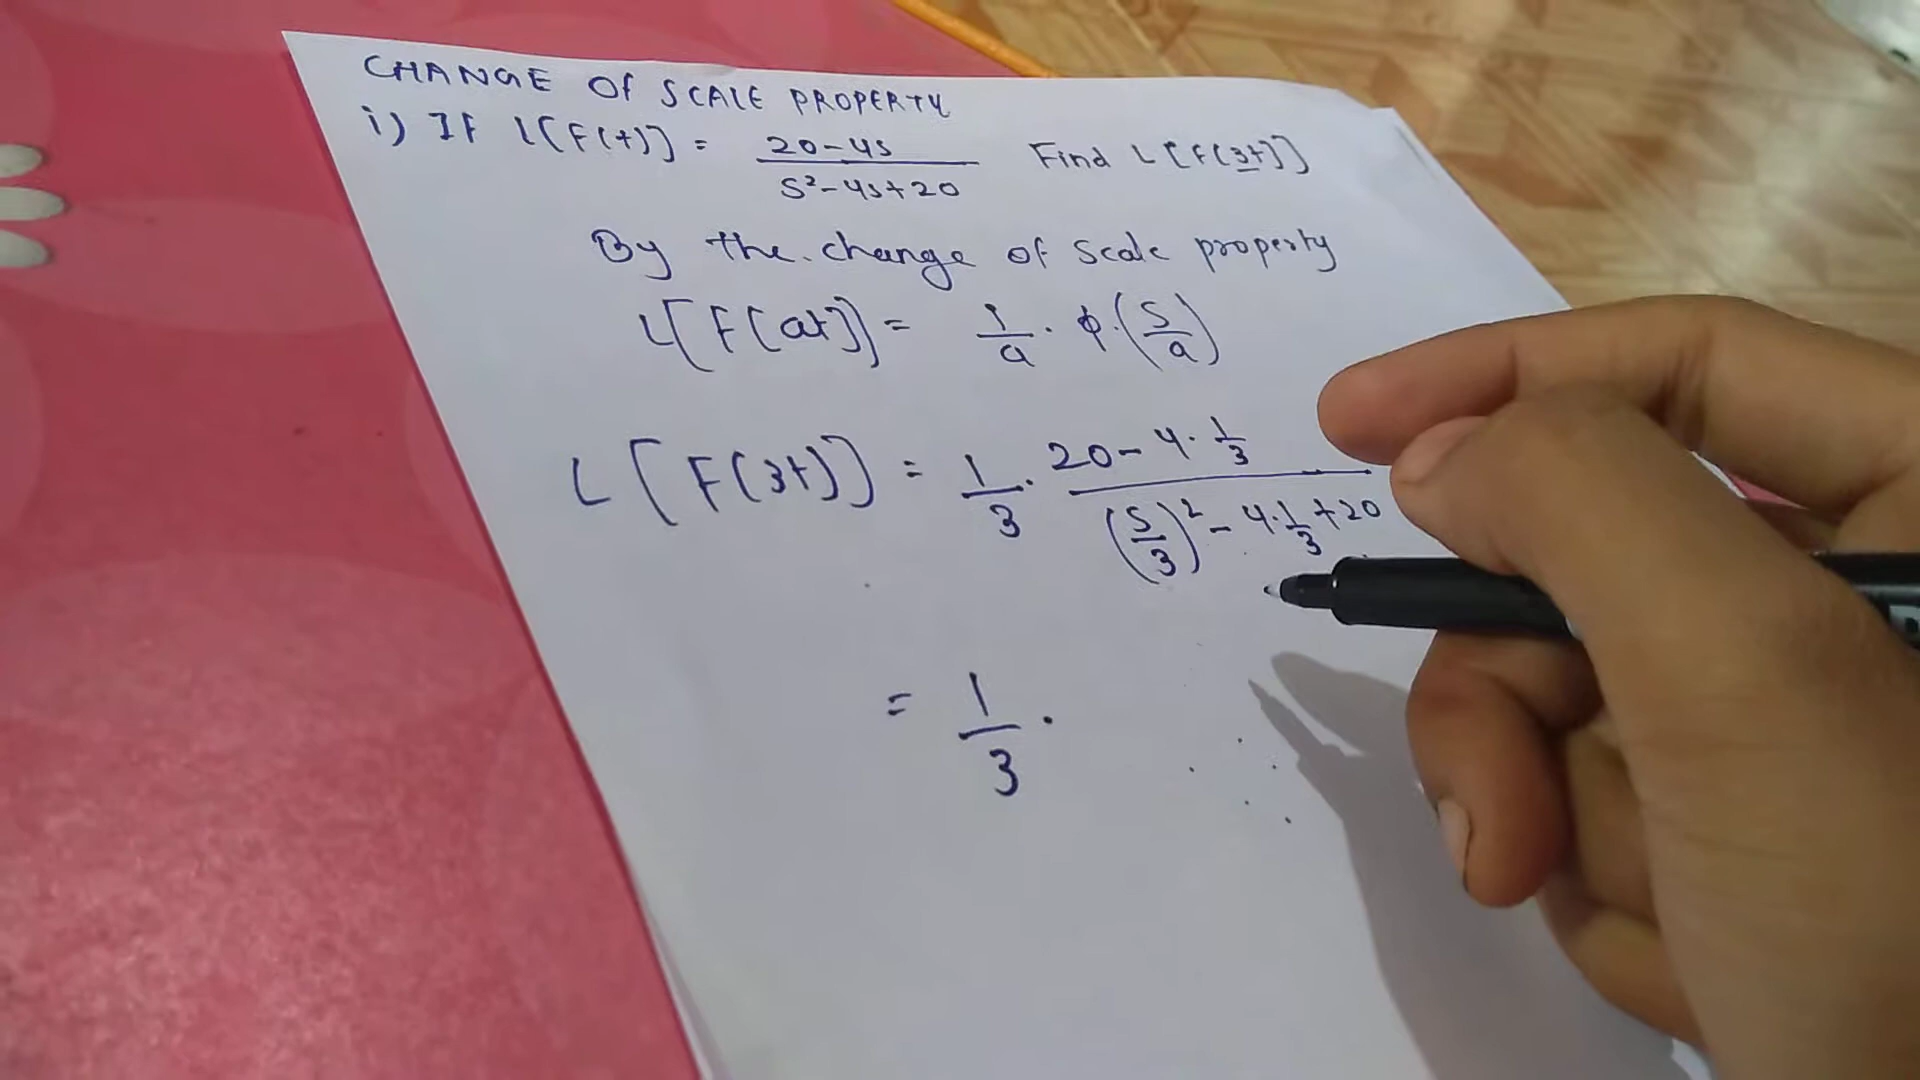 CHANGE OF SCALE PROPERTY
i) If L[F(t)] = 20-4s / s²-4s+20 Find L[F(3t)]
By the change of scale property
L[F(at)] = 1/a . φ.(s/a)
L[F(3t)] = 1/3 . 20-4.1/3 / (s/3)²-4.1/3+20
= 1/3 .